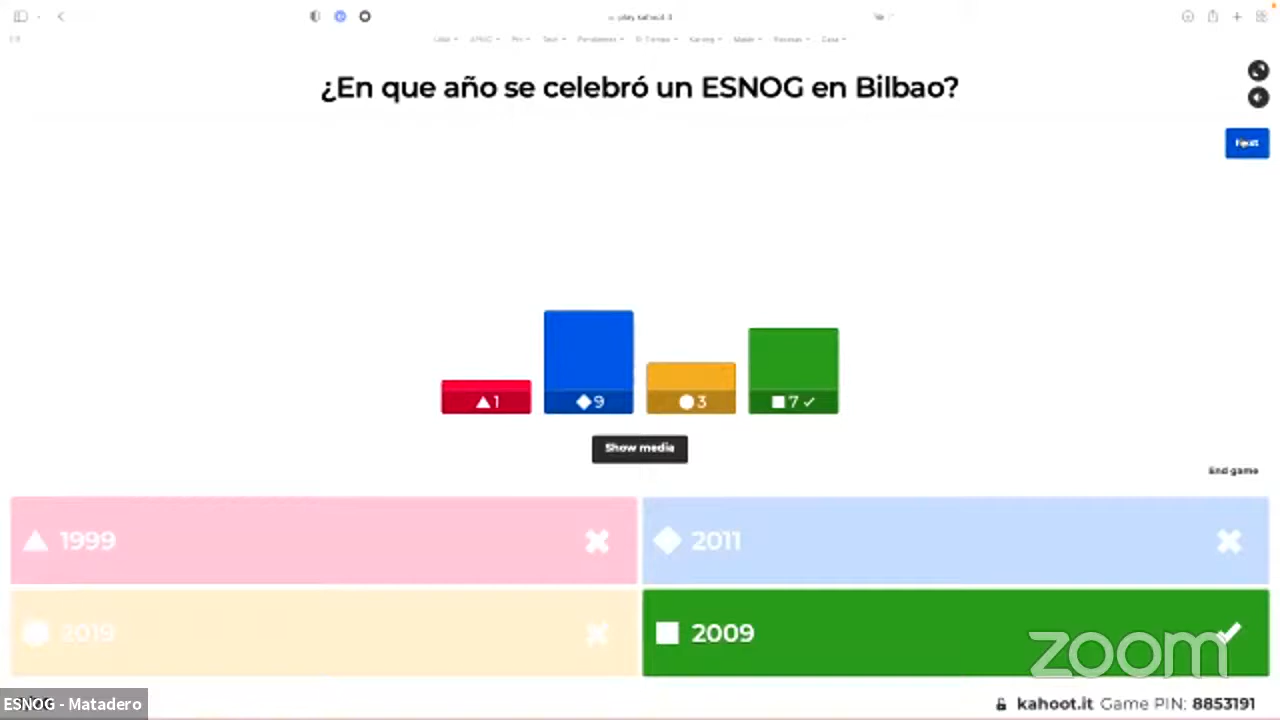 ¿En que año se celebró un ESNOG en Bilbao?
Next
1
9
3
7
Show media
End game
1999
2011
2019
2009
zoom
ESNOG - Matadero
kahoot.it Game PIN: 8853191